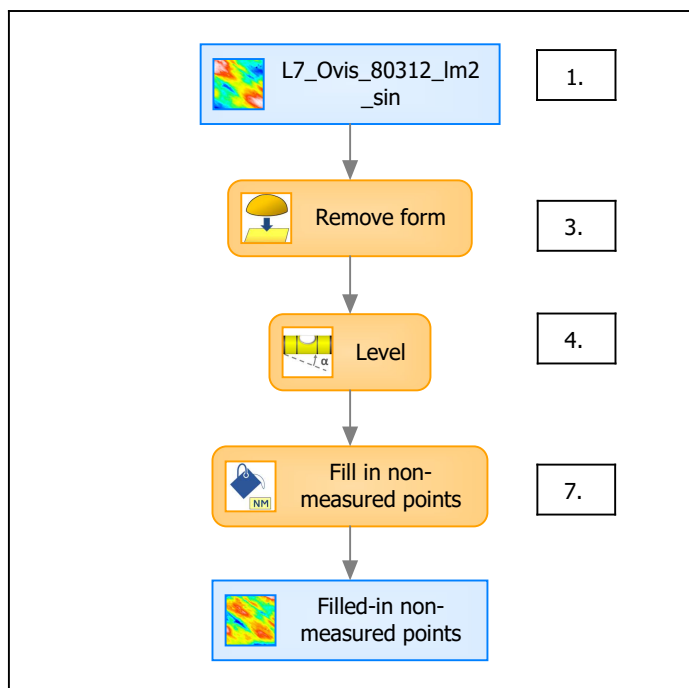 L7_Ovis_80312_lm2
_sin
1.
Remove form
3.
Level
α
4.
Fill in non-
measured points
NM
7.
Filled-in non-
measured points